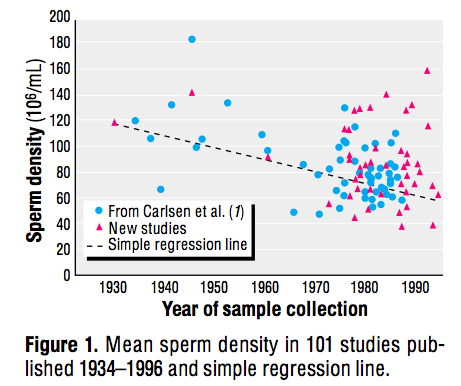 200
180
160
140
120
100
80
60
40
20
0
Sperm density (10⁶/mL)
From Carlsen et al. (1)
New studies
Simple regression line
1930 1940 1950 1960 1970 1980 1990
Year of sample collection
Figure 1. Mean sperm density in 101 studies pub-
lished 1934–1996 and simple regression line.